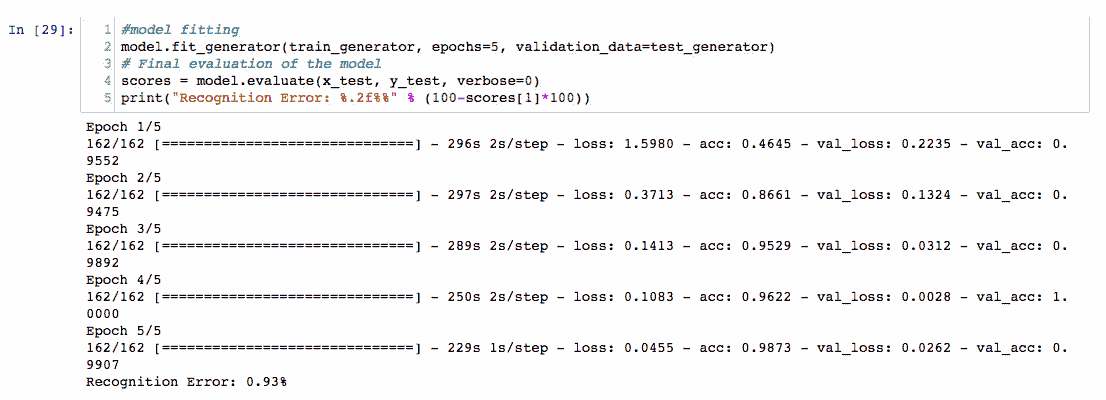 In [29]:
1 #model fitting
2 model.fit_generator(train_generator, epochs=5, validation_data=test_generator)
3 # Final evaluation of the model
4 scores = model.evaluate(x_test, y_test, verbose=0)
5 print("Recognition Error: %.2f%%" % (100-scores[1]*100))
Epoch 1/5
162/162 [==============================] - 296s 2s/step - loss: 1.5980 - acc: 0.4645 - val_loss: 0.2235 - val_acc: 0.
9552
Epoch 2/5
162/162 [==============================] - 297s 2s/step - loss: 0.3713 - acc: 0.8661 - val_loss: 0.1324 - val_acc: 0.
9475
Epoch 3/5
162/162 [==============================] - 289s 2s/step - loss: 0.1413 - acc: 0.9529 - val_loss: 0.0312 - val_acc: 0.
9892
Epoch 4/5
162/162 [==============================] - 250s 2s/step - loss: 0.1083 - acc: 0.9622 - val_loss: 0.0028 - val_acc: 1.
0000
Epoch 5/5
162/162 [==============================] - 229s 1s/step - loss: 0.0455 - acc: 0.9873 - val_loss: 0.0262 - val_acc: 0.
9907
Recognition Error: 0.93%